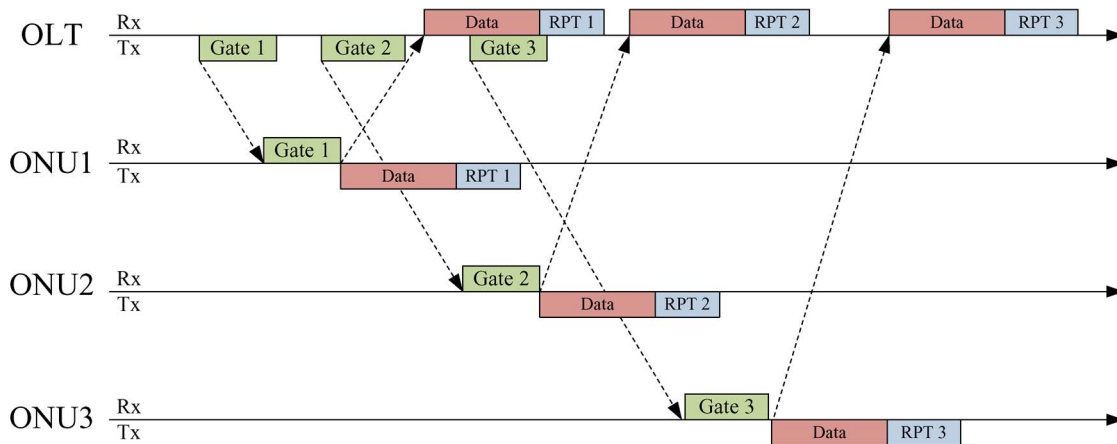 Rx Data RPT 1 Data RPT 2 Data RPT 3
OLT
Tx Gate 1 Gate 2 Gate 3
Rx Gate 1
ONU1
Tx Data RPT 1
Rx Gate 2
ONU2
Tx Data RPT 2
Rx Gate 3
ONU3
Tx Data RPT 3